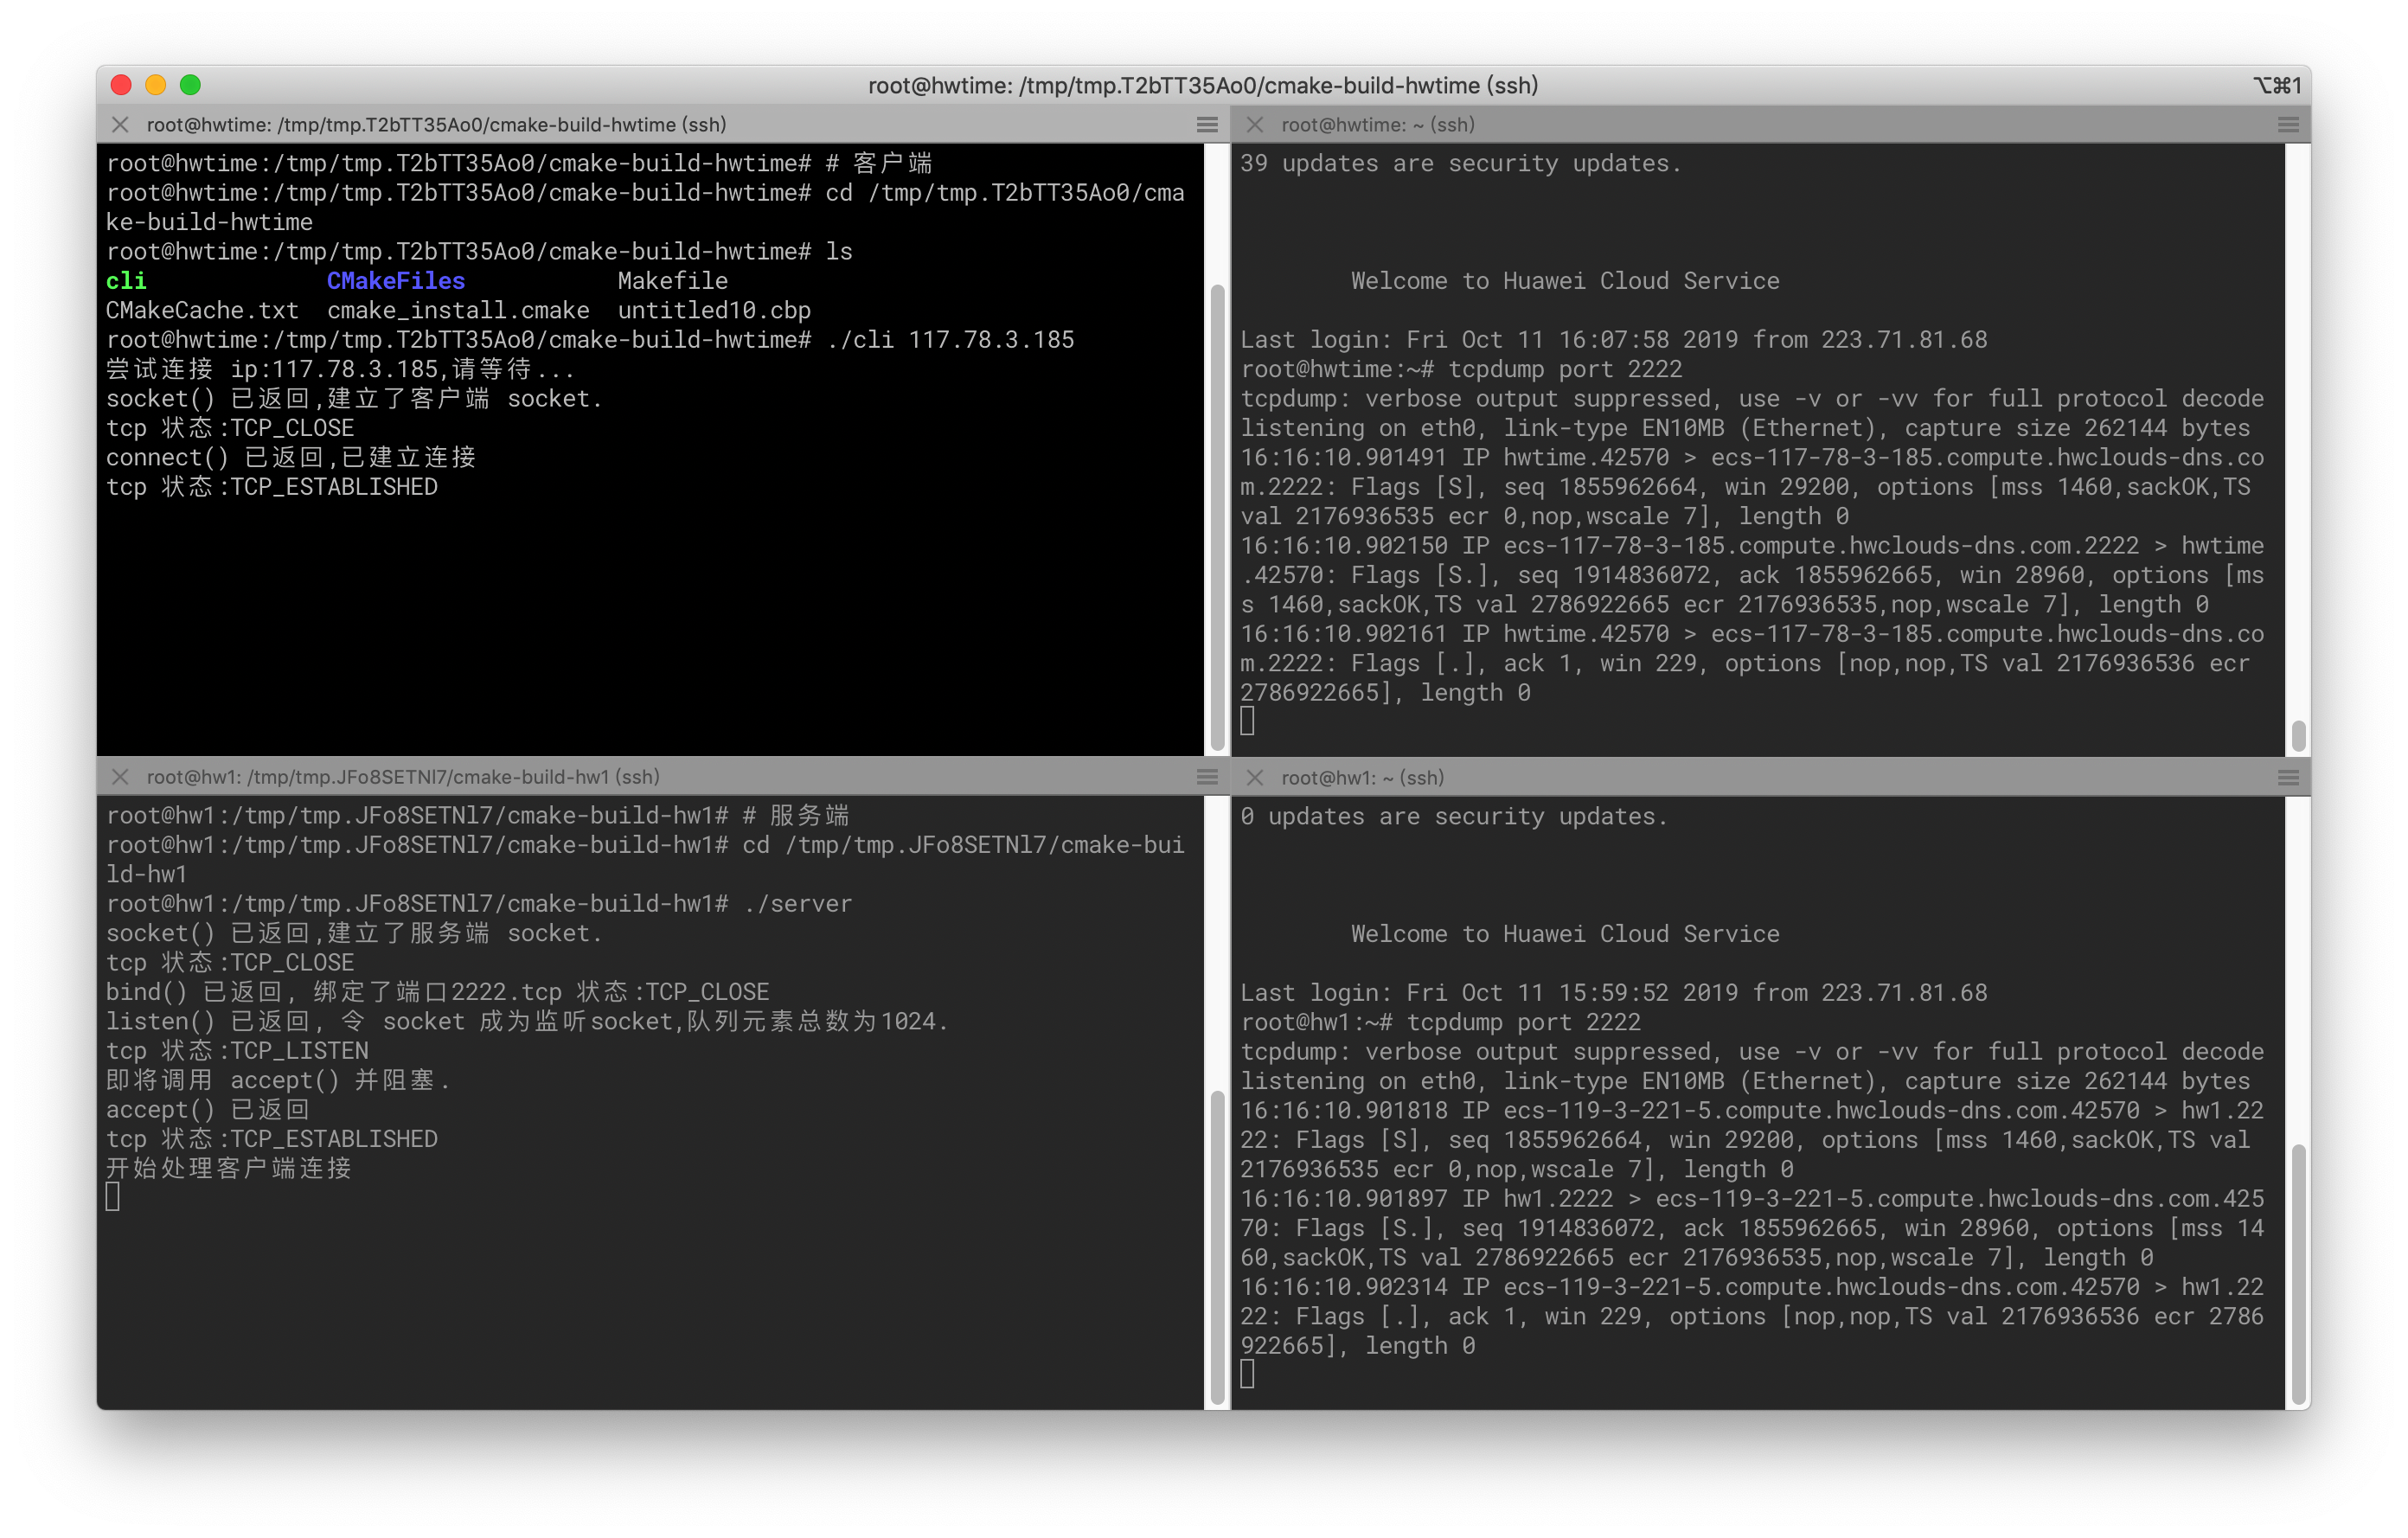 root@hwtime: /tmp/tmp.T2bTT35Ao0/cmake-build-hwtime (ssh)
⌥⌘1
root@hwtime: /tmp/tmp.T2bTT35Ao0/cmake-build-hwtime (ssh)
root@hwtime:/tmp/tmp.T2bTT35Ao0/cmake-build-hwtime# # 客户端
root@hwtime:/tmp/tmp.T2bTT35Ao0/cmake-build-hwtime# cd /tmp/tmp.T2bTT35Ao0/cma
ke-build-hwtime
root@hwtime:/tmp/tmp.T2bTT35Ao0/cmake-build-hwtime# ls
cli             CMakeFiles           Makefile
CMakeCache.txt  cmake_install.cmake  untitled10.cbp
root@hwtime:/tmp/tmp.T2bTT35Ao0/cmake-build-hwtime# ./cli 117.78.3.185
尝试连接 ip:117.78.3.185,请等待...
socket() 已返回,建立了客户端 socket.
tcp 状态:TCP_CLOSE
connect() 已返回,已建立连接
tcp 状态:TCP_ESTABLISHED
root@hwtime: ~ (ssh)
39 updates are security updates.
Welcome to Huawei Cloud Service
Last login: Fri Oct 11 16:07:58 2019 from 223.71.81.68
root@hwtime:~# tcpdump port 2222
tcpdump: verbose output suppressed, use -v or -vv for full protocol decode
listening on eth0, link-type EN10MB (Ethernet), capture size 262144 bytes
16:16:10.901491 IP hwtime.42570 > ecs-117-78-3-185.compute.hwclouds-dns.co
m.2222: Flags [S], seq 1855962664, win 29200, options [mss 1460,sackOK,TS
val 2176936535 ecr 0,nop,wscale 7], length 0
16:16:10.902150 IP ecs-117-78-3-185.compute.hwclouds-dns.com.2222 > hwtime
.42570: Flags [S.], seq 1914836072, ack 1855962665, win 28960, options [ms
s 1460,sackOK,TS val 2786922665 ecr 2176936535,nop,wscale 7], length 0
16:16:10.902161 IP hwtime.42570 > ecs-117-78-3-185.compute.hwclouds-dns.co
m.2222: Flags [.], ack 1, win 229, options [nop,nop,TS val 2176936536 ecr
2786922665], length 0
root@hw1: /tmp/tmp.JFo8SETNl7/cmake-build-hw1 (ssh)
root@hw1:/tmp/tmp.JFo8SETNl7/cmake-build-hw1# # 服务端
root@hw1:/tmp/tmp.JFo8SETNl7/cmake-build-hw1# cd /tmp/tmp.JFo8SETNl7/cmake-bui
ld-hw1
root@hw1:/tmp/tmp.JFo8SETNl7/cmake-build-hw1# ./server
socket() 已返回,建立了服务端 socket.
tcp 状态:TCP_CLOSE
bind() 已返回, 绑定了端口2222.tcp 状态:TCP_CLOSE
listen() 已返回, 令 socket 成为监听socket,队列元素总数为1024.
tcp 状态:TCP_LISTEN
即将调用 accept() 并阻塞.
accept() 已返回
tcp 状态:TCP_ESTABLISHED
开始处理客户端连接
root@hw1: ~ (ssh)
0 updates are security updates.
Welcome to Huawei Cloud Service
Last login: Fri Oct 11 15:59:52 2019 from 223.71.81.68
root@hw1:~# tcpdump port 2222
tcpdump: verbose output suppressed, use -v or -vv for full protocol decode
listening on eth0, link-type EN10MB (Ethernet), capture size 262144 bytes
16:16:10.901818 IP ecs-119-3-221-5.compute.hwclouds-dns.com.42570 > hw1.22
22: Flags [S], seq 1855962664, win 29200, options [mss 1460,sackOK,TS val
2176936535 ecr 0,nop,wscale 7], length 0
16:16:10.901897 IP hw1.2222 > ecs-119-3-221-5.compute.hwclouds-dns.com.425
70: Flags [S.], seq 1914836072, ack 1855962665, win 28960, options [mss 14
60,sackOK,TS val 2786922665 ecr 2176936535,nop,wscale 7], length 0
16:16:10.902314 IP ecs-119-3-221-5.compute.hwclouds-dns.com.42570 > hw1.22
22: Flags [.], ack 1, win 229, options [nop,nop,TS val 2176936536 ecr 2786
922665], length 0